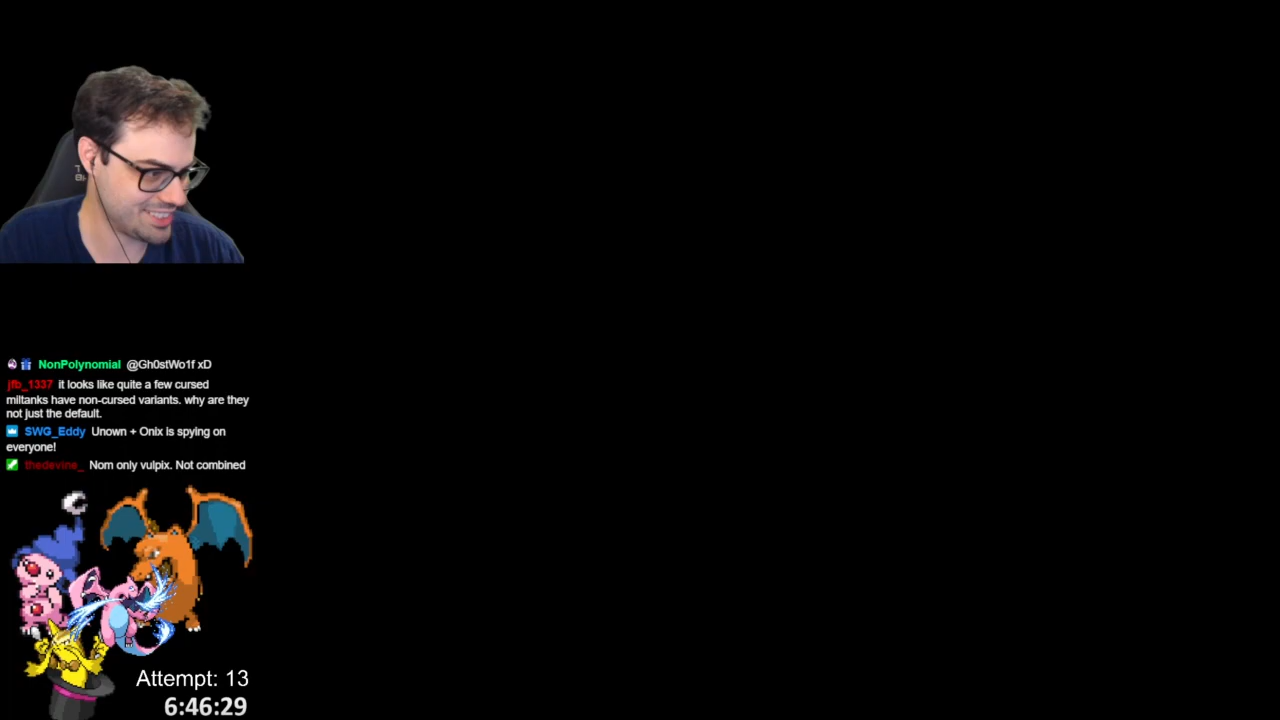 NonPolynomial @Gh0stWo1f xD
jfb_1337 it looks like quite a few cursed
miltanks have non-cursed variants. why are they
not just the default.
SWG_Eddy Unown + Onix is spying on
everyone!
thedevine_ Nom only vulpix. Not combined
Attempt: 13
6:46:29